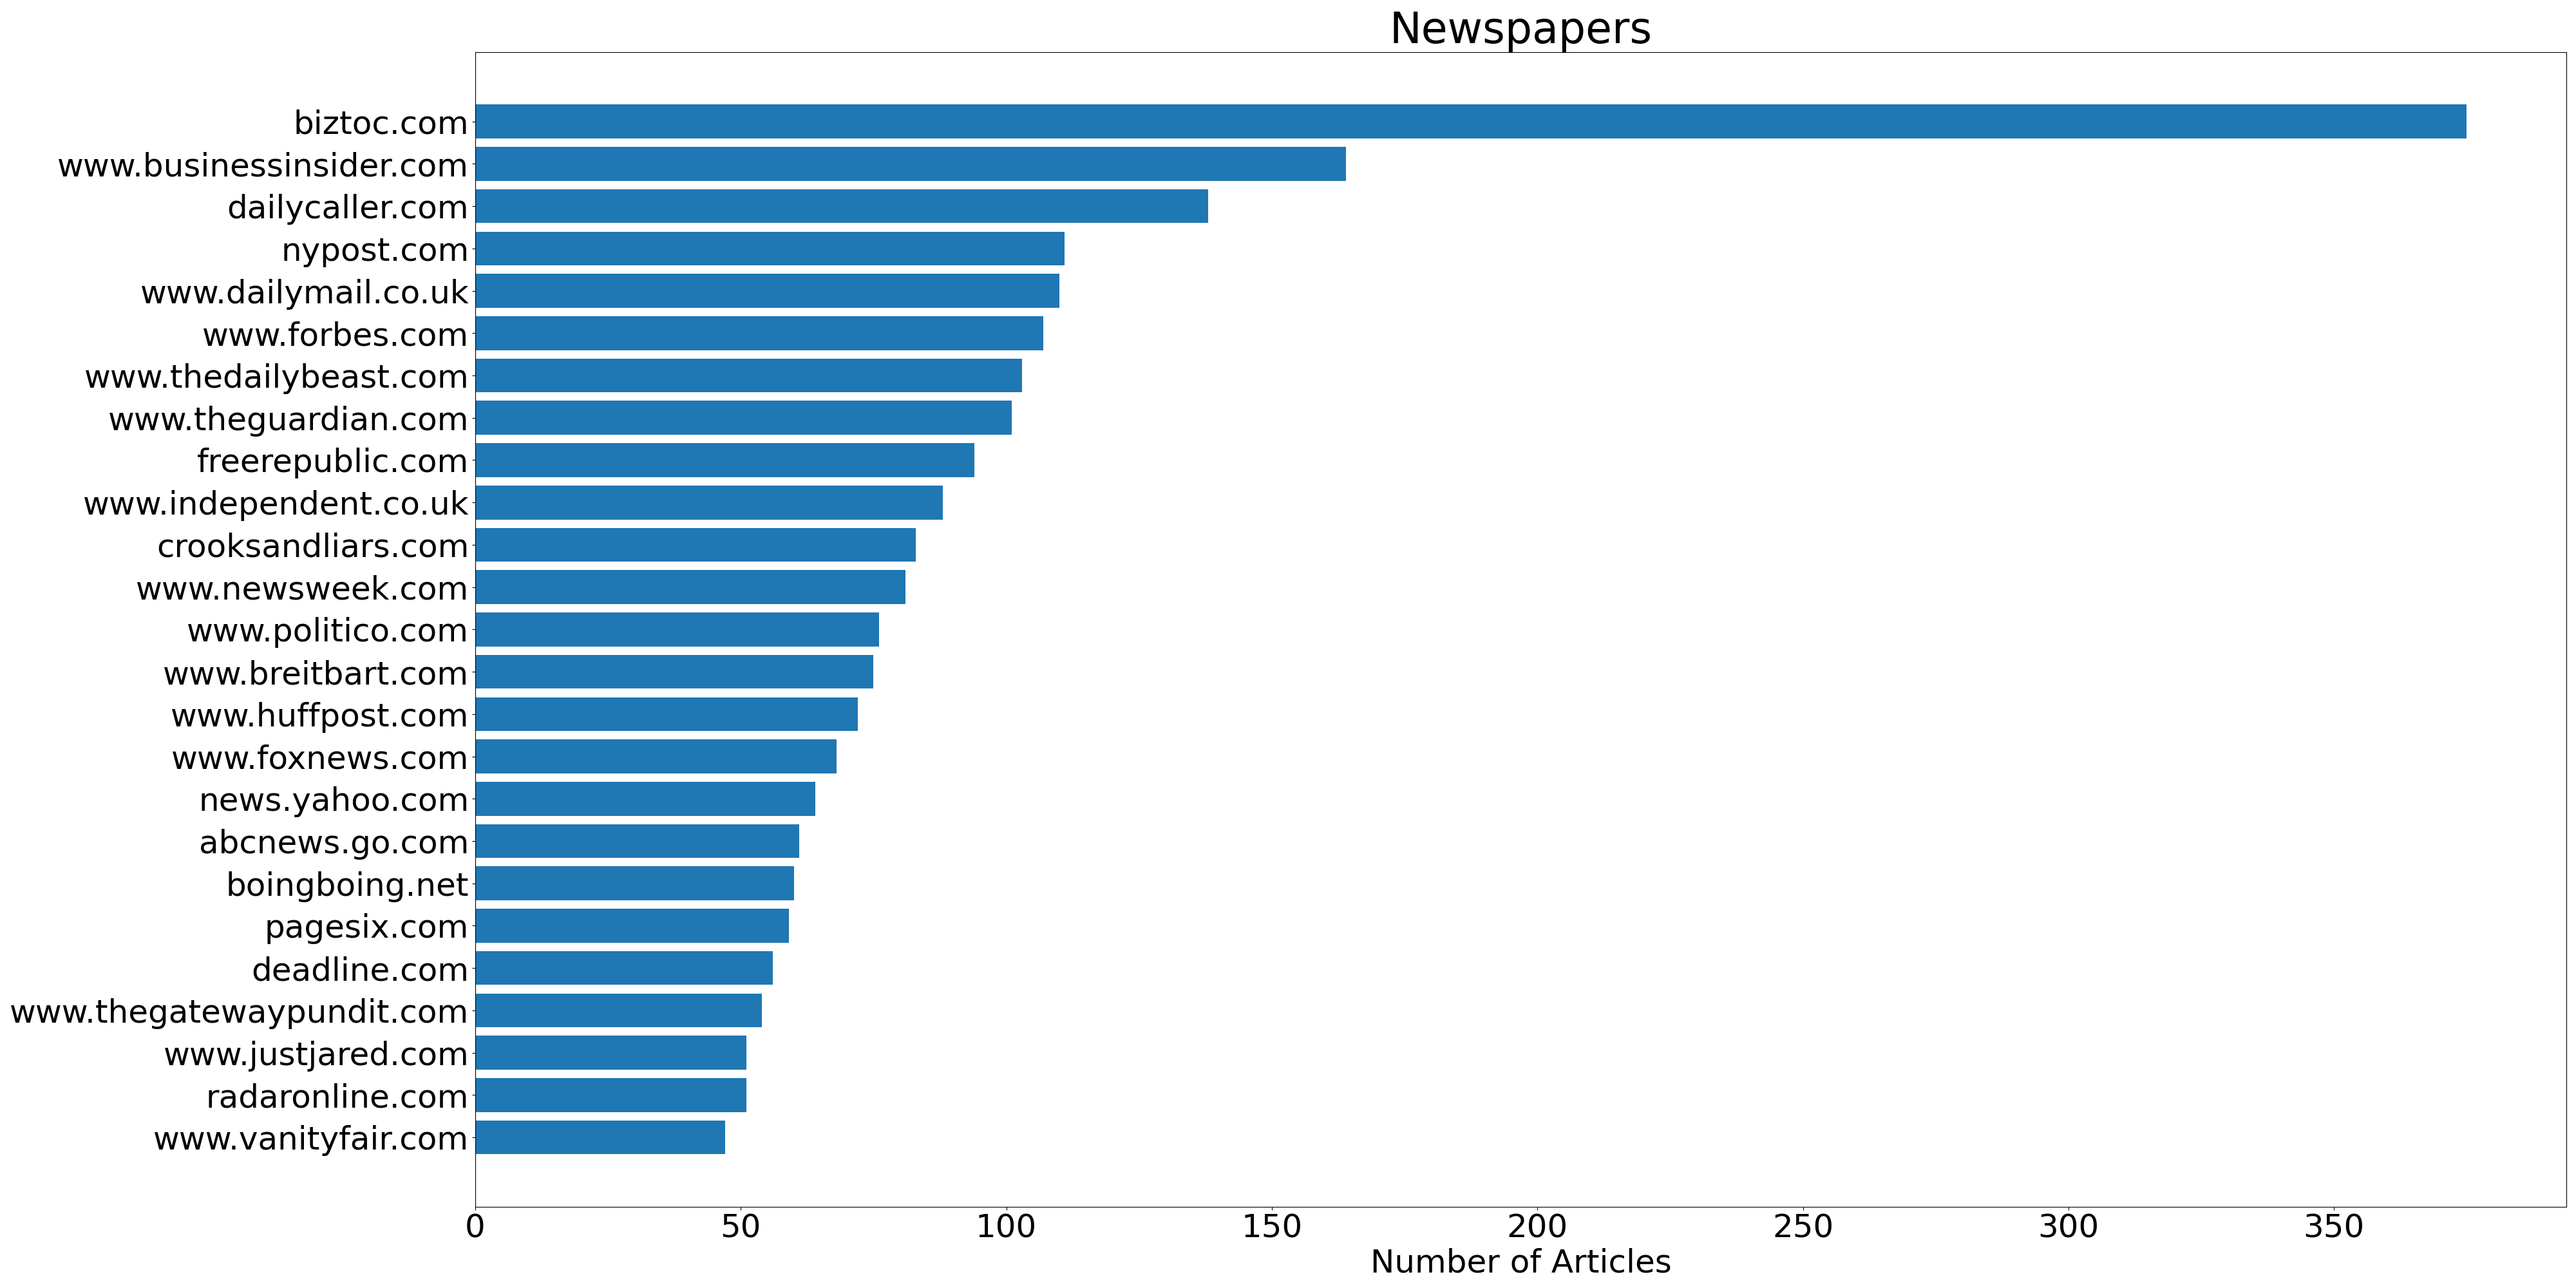 Newspapers
biztoc.com
www.businessinsider.com
dailycaller.com
nypost.com
www.dailymail.co.uk
www.forbes.com
www.thedailybeast.com
www.theguardian.com
freerepublic.com
www.independent.co.uk
crooksandliars.com
www.newsweek.com
www.politico.com
www.breitbart.com
www.huffpost.com
www.foxnews.com
news.yahoo.com
abcnews.go.com
boingboing.net
pagesix.com
deadline.com
www.thegatewaypundit.com
www.justjared.com
radaronline.com
www.vanityfair.com
0 50 100 150 200 250 300 350
Number of Articles